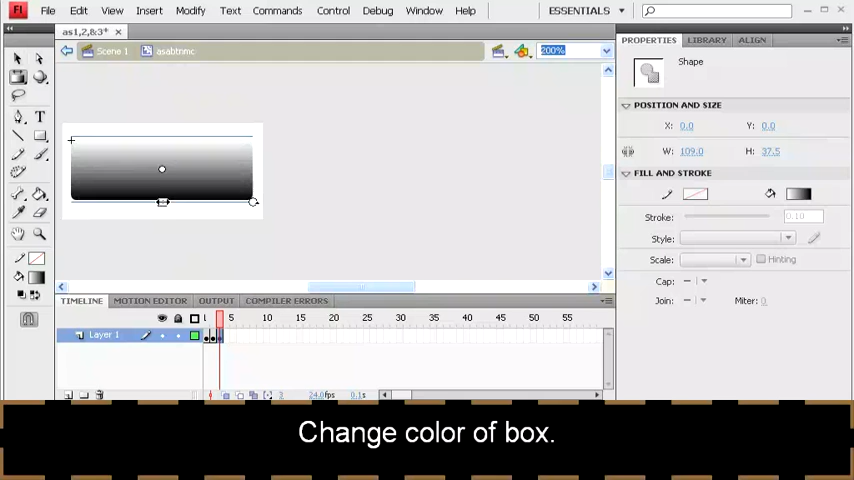 Fl File Edit View Insert Modify Text Commands Control Debug Window Help ESSENTIALS
as1,2,&3* ×
Scene 1 asabtnmc 200%
PROPERTIES LIBRARY ALIGN
Shape
POSITION AND SIZE
X: 0.0 Y: 0.0
W: 109.0 H: 37.5
FILL AND STROKE
Stroke: 0.10
Style:
Scale: Hinting
Cap:
Join: Miter: 3
TIMELINE MOTION EDITOR OUTPUT COMPILER ERRORS
1 5 10 15 20 25 30 35 40 45 50 55
Layer 1
3 24.0fps 0.1s
Change color of box.